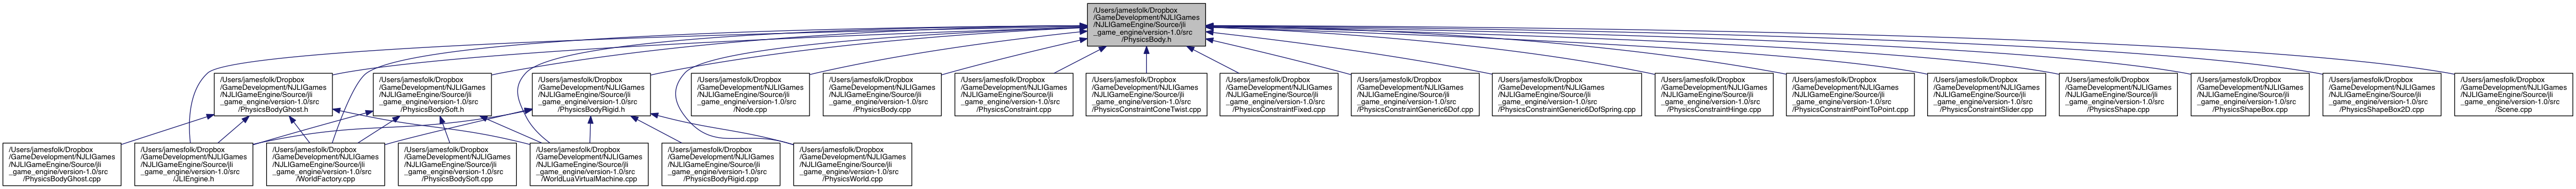 /Users/jamesfolk/Dropbox
/GameDevelopment/NJLIGames
/NJLIGameEngine/Source/jli
_game_engine/version-1.0/src
/PhysicsBody.h
/Users/jamesfolk/Dropbox
/GameDevelopment/NJLIGames
/NJLIGameEngine/Source/jli
_game_engine/version-1.0/src
/PhysicsBodyGhost.h
/Users/jamesfolk/Dropbox
/GameDevelopment/NJLIGames
/NJLIGameEngine/Source/jli
_game_engine/version-1.0/src
/PhysicsBodySoft.h
/Users/jamesfolk/Dropbox
/GameDevelopment/NJLIGames
/NJLIGameEngine/Source/jli
_game_engine/version-1.0/src
/PhysicsBodyRigid.h
/Users/jamesfolk/Dropbox
/GameDevelopment/NJLIGames
/NJLIGameEngine/Source/jli
_game_engine/version-1.0/src
/Node.cpp
/Users/jamesfolk/Dropbox
/GameDevelopment/NJLIGames
/NJLIGameEngine/Source/jli
_game_engine/version-1.0/src
/PhysicsBody.cpp
/Users/jamesfolk/Dropbox
/GameDevelopment/NJLIGames
/NJLIGameEngine/Source/jli
_game_engine/version-1.0/src
/PhysicsConstraint.cpp
/Users/jamesfolk/Dropbox
/GameDevelopment/NJLIGames
/NJLIGameEngine/Source/jli
_game_engine/version-1.0/src
/PhysicsConstraintConeTwist.cpp
/Users/jamesfolk/Dropbox
/GameDevelopment/NJLIGames
/NJLIGameEngine/Source/jli
_game_engine/version-1.0/src
/PhysicsConstraintFixed.cpp
/Users/jamesfolk/Dropbox
/GameDevelopment/NJLIGames
/NJLIGameEngine/Source/jli
_game_engine/version-1.0/src
/PhysicsConstraintGeneric6Dof.cpp
/Users/jamesfolk/Dropbox
/GameDevelopment/NJLIGames
/NJLIGameEngine/Source/jli
_game_engine/version-1.0/src
/PhysicsConstraintGeneric6DofSpring.cpp
/Users/jamesfolk/Dropbox
/GameDevelopment/NJLIGames
/NJLIGameEngine/Source/jli
_game_engine/version-1.0/src
/PhysicsConstraintHinge.cpp
/Users/jamesfolk/Dropbox
/GameDevelopment/NJLIGames
/NJLIGameEngine/Source/jli
_game_engine/version-1.0/src
/PhysicsConstraintPointToPoint.cpp
/Users/jamesfolk/Dropbox
/GameDevelopment/NJLIGames
/NJLIGameEngine/Source/jli
_game_engine/version-1.0/src
/PhysicsConstraintSlider.cpp
/Users/jamesfolk/Dropbox
/GameDevelopment/NJLIGames
/NJLIGameEngine/Source/jli
_game_engine/version-1.0/src
/PhysicsShape.cpp
/Users/jamesfolk/Dropbox
/GameDevelopment/NJLIGames
/NJLIGameEngine/Source/jli
_game_engine/version-1.0/src
/PhysicsShapeBox.cpp
/Users/jamesfolk/Dropbox
/GameDevelopment/NJLIGames
/NJLIGameEngine/Source/jli
_game_engine/version-1.0/src
/PhysicsShapeBox2D.cpp
/Users/jamesfolk/Dropbox
/GameDevelopment/NJLIGames
/NJLIGameEngine/Source/jli
_game_engine/version-1.0/src
/Scene.cpp
/Users/jamesfolk/Dropbox
/GameDevelopment/NJLIGames
/NJLIGameEngine/Source/jli
_game_engine/version-1.0/src
/PhysicsBodyGhost.cpp
/Users/jamesfolk/Dropbox
/GameDevelopment/NJLIGames
/NJLIGameEngine/Source/jli
_game_engine/version-1.0/src
/JLIEngine.h
/Users/jamesfolk/Dropbox
/GameDevelopment/NJLIGames
/NJLIGameEngine/Source/jli
_game_engine/version-1.0/src
/WorldFactory.cpp
/Users/jamesfolk/Dropbox
/GameDevelopment/NJLIGames
/NJLIGameEngine/Source/jli
_game_engine/version-1.0/src
/PhysicsBodySoft.cpp
/Users/jamesfolk/Dropbox
/GameDevelopment/NJLIGames
/NJLIGameEngine/Source/jli
_game_engine/version-1.0/src
/WorldLuaVirtualMachine.cpp
/Users/jamesfolk/Dropbox
/GameDevelopment/NJLIGames
/NJLIGameEngine/Source/jli
_game_engine/version-1.0/src
/PhysicsBodyRigid.cpp
/Users/jamesfolk/Dropbox
/GameDevelopment/NJLIGames
/NJLIGameEngine/Source/jli
_game_engine/version-1.0/src
/PhysicsWorld.cpp